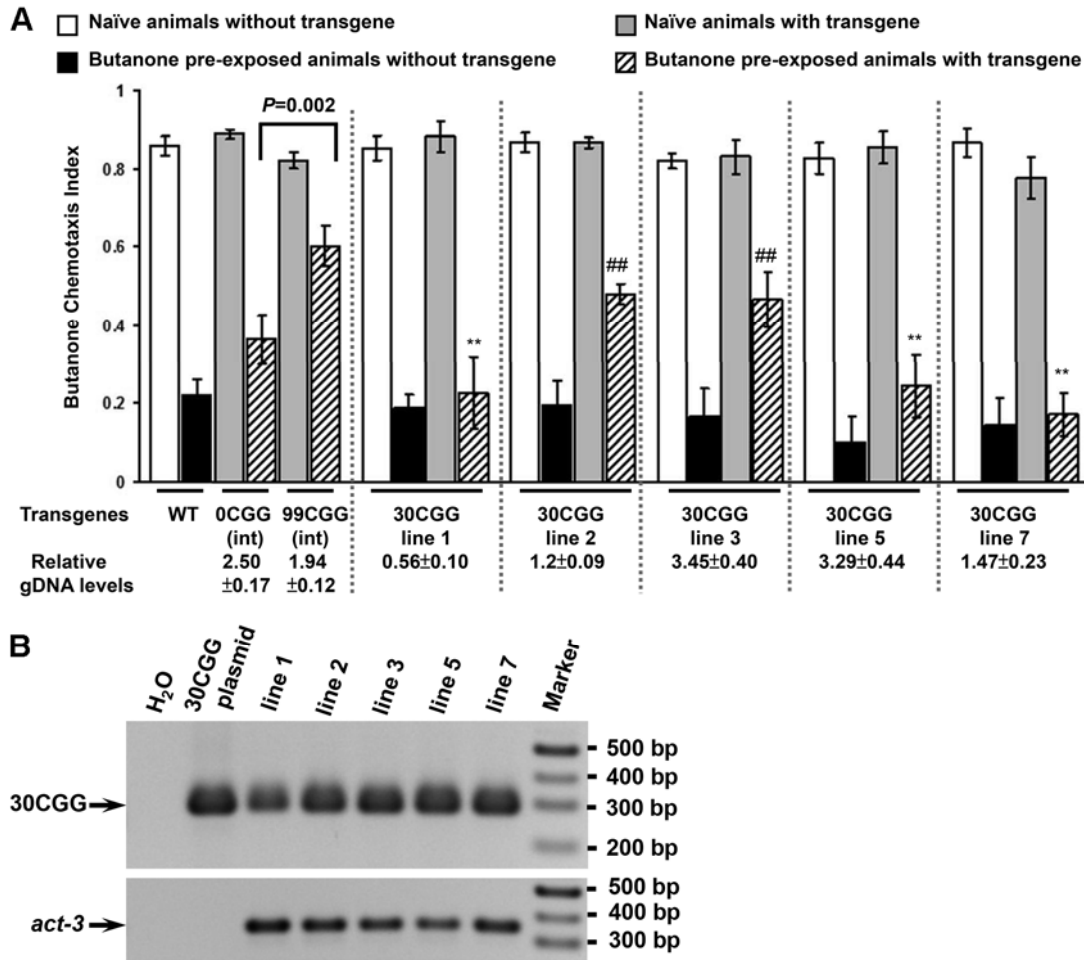 A
Naïve animals without transgene
Naïve animals with transgene
Butanone pre-exposed animals without transgene
Butanone pre-exposed animals with transgene
Butanone Chemotaxis Index
1
0.8
0.6
0.4
0.2
0
P=0.002
**
##
##
**
**
Transgenes
WT
0CGG (int)
99CGG (int)
30CGG line 1
30CGG line 2
30CGG line 3
30CGG line 5
30CGG line 7
Relative gDNA levels
2.50 ±0.17
1.94 ±0.12
0.56±0.10
1.2±0.09
3.45±0.40
3.29±0.44
1.47±0.23
B
H2O
30CGG plasmid
line 1
line 2
line 3
line 5
line 7
Marker
30CGG
500 bp
400 bp
300 bp
200 bp
act-3
500 bp
400 bp
300 bp